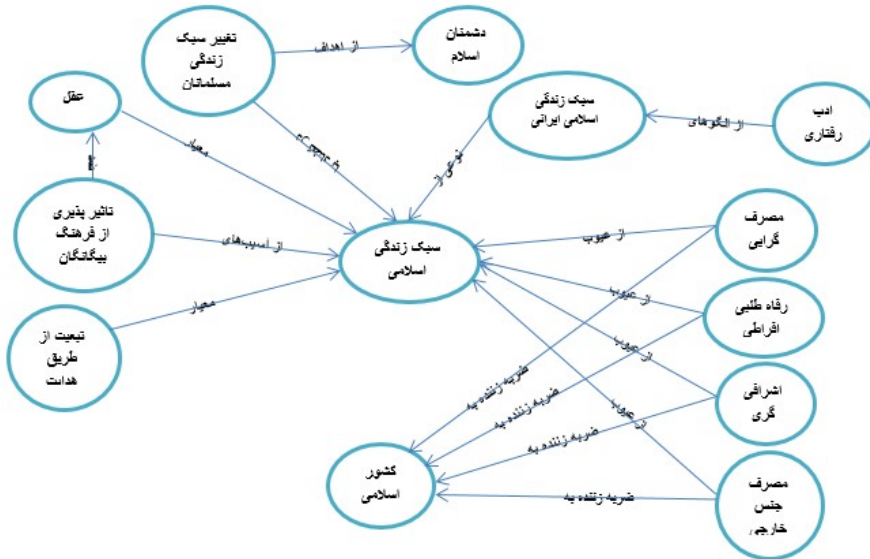 تغییر سبک
زندگی
مسلمانان
از اهداف
دشمنان
اسلام
عقل
معیار
سبک زندگی
اسلامی ایرانی
از الگوهای
ادب
رفتاری
نوعی از
تاثیر پذیری
از فرهنگ
بیگانگان
از آسیب‌های
سبک زندگی
اسلامی
تبعیت از
طریق
هدایت
معیار
مصرف
گرایی
از عیوب
رفاه طلبی
افراطی
از عیوب
اشرافی
گری
از عیوب
مصرف
جنس
خارجی
از عیوب
ضربه زننده به
ضربه زننده به
ضربه زننده به
ضربه زننده به
کشور
اسلامی